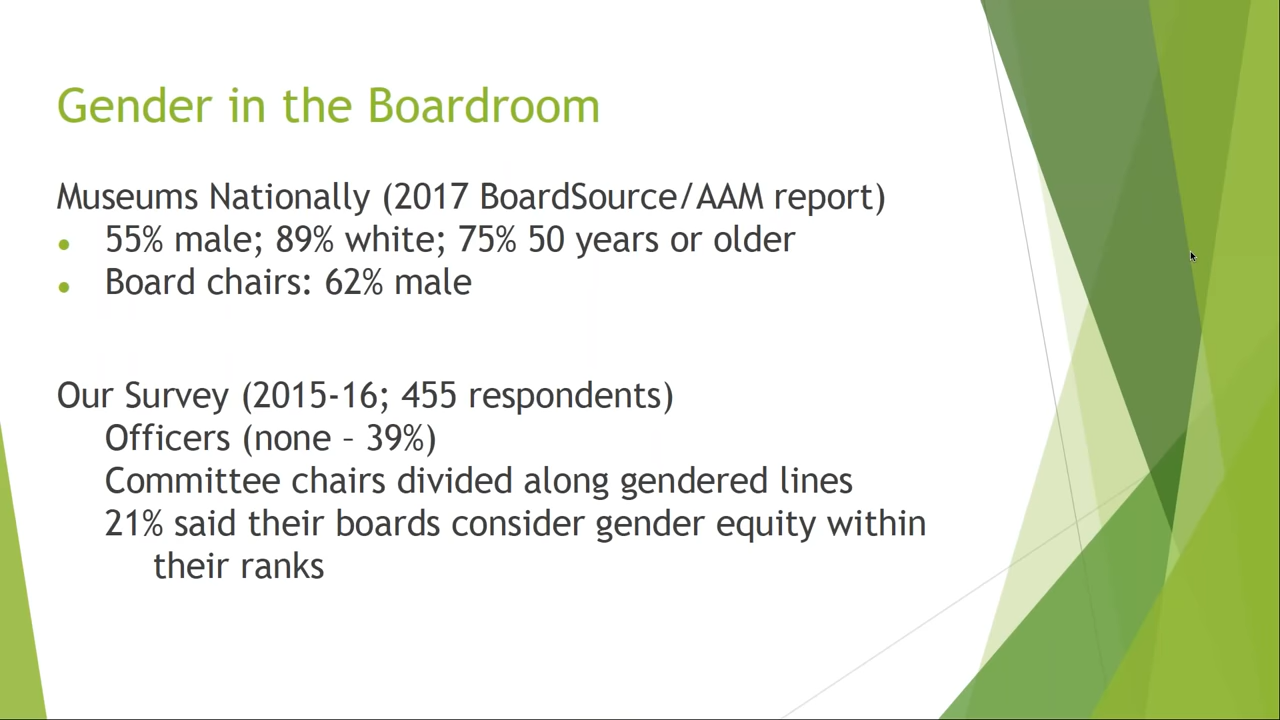 Gender in the Boardroom
Museums Nationally (2017 BoardSource/AAM report)
● 55% male; 89% white; 75% 50 years or older
● Board chairs: 62% male
Our Survey (2015-16; 455 respondents)
Officers (none – 39%)
Committee chairs divided along gendered lines
21% said their boards consider gender equity within
their ranks